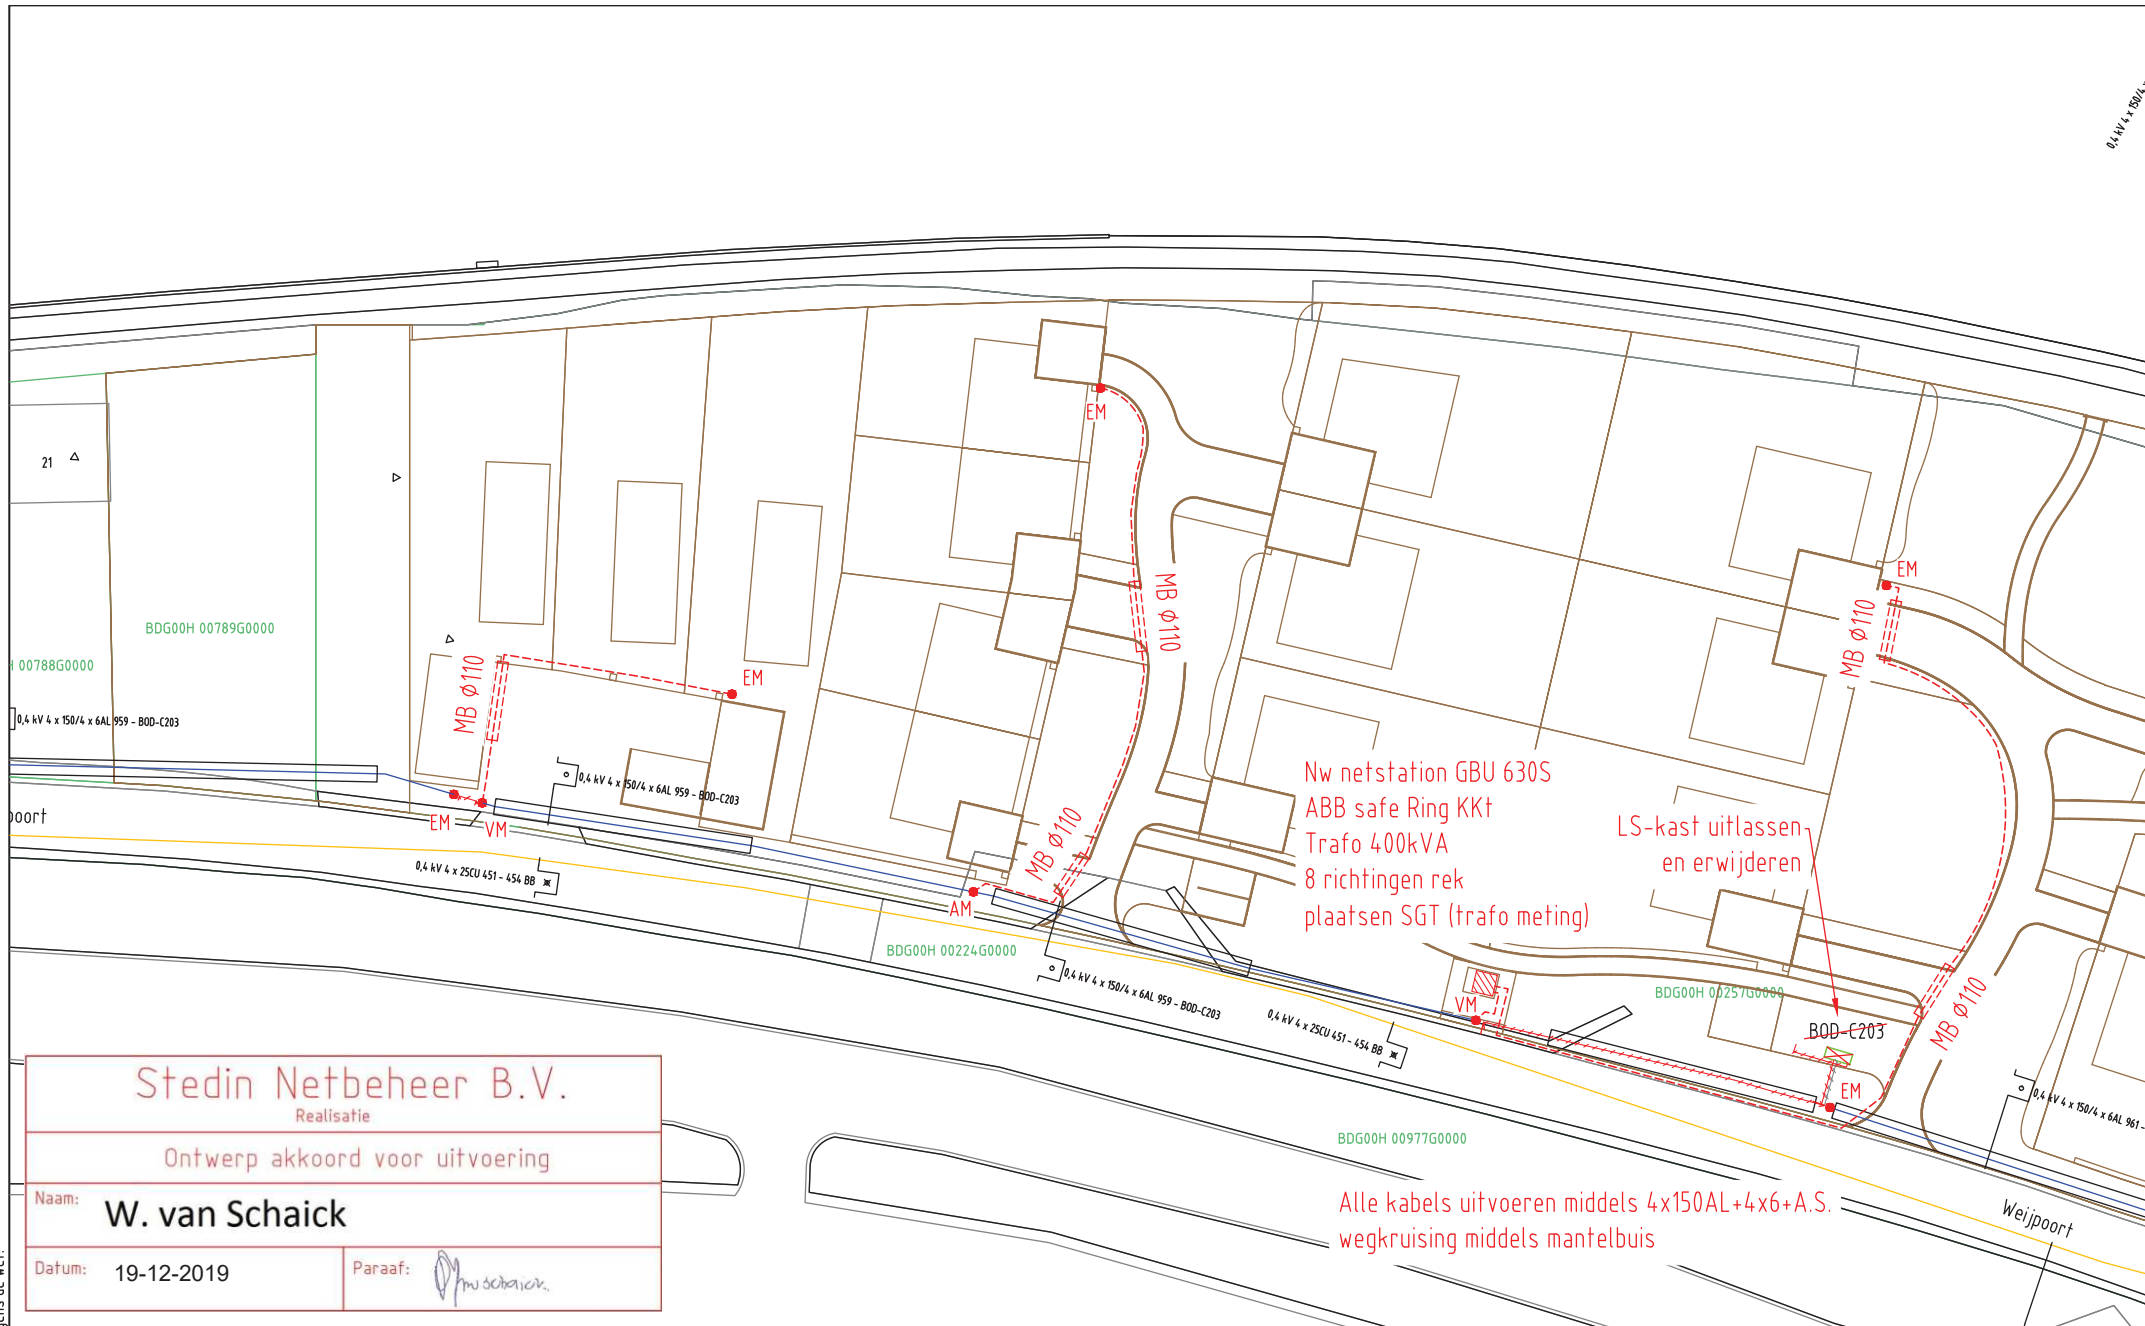 0,4 kV 4 x 150/4
21
EM
EM
MB Ø110
BDG00H 00789G0000
H 00788G0000
MB Ø110
MB Ø110
EM
0,4 kV 4 x 150/4 x 6AL 959 - BOD-C203
0,4 kV 4 x 150/4 x 6AL 959 - BOD-C203
Nw netstation GBU 630S
ABB safe Ring KKt
Trafo 400kVA
8 richtingen rek
plaatsen SGT (trafo meting)
LS-kast uitlassen
en erwijderen
poort
EM
VM
MB Ø110
0,4 kV 4 x 25CU 451 - 454 BB
AM
BDG00H 00224G0000
0,4 kV 4 x 150/4 x 6AL 959 - BOD-C203
0,4 kV 4 x 25CU 451 - 454 BB
VM
BDG00H 00257G0000
BOD-C203
MB Ø110
EM
0,4 kV 4 x 150/4 x 6AL 961 -
BDG00H 00977G0000
Alle kabels uitvoeren middels 4x150AL+4x6+A.S.
wegkruising middels mantelbuis
Weijpoort
Stedin Netbeheer B.V.
Realisatie
Ontwerp akkoord voor uitvoering
Naam: W. van Schaick
Datum: 19-12-2019 Paraaf: